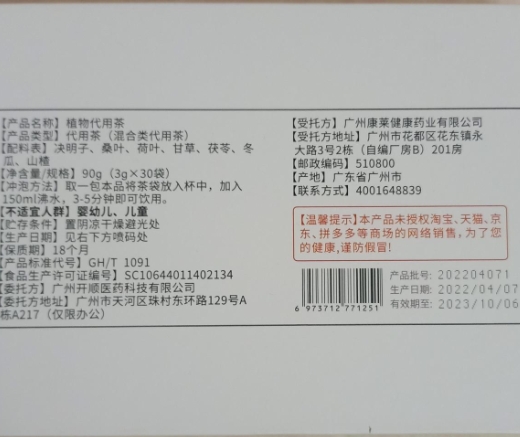 【产品名称】植物代用茶
【产品类型】代用茶（混合类代用茶）
【配料表】决明子、桑叶、荷叶、甘草、茯苓、冬
瓜、山楂
【净含量/规格】90g（3g×30袋）
【冲泡方法】取一包本品将茶袋放入杯中，加入
150ml沸水，3-5分钟即可饮用。
【不适宜人群】婴幼儿、儿童
【贮存条件】置阴凉干燥避光处
【生产日期】见右下方喷码处
【保质期】18个月
【产品标准代号】GH/T 1091
【食品生产许可证编号】SC10644011402134
【委托方】广州开顺医药科技有限公司
【委托方地址】广州市天河区珠村东环路129号A
栋A217（仅限办公）
【受托方】广州康莱健康药业有限公司
【受托方地址】广州市花都区花东镇永
大路3号2栋（自编厂房B）201房
【邮政编码】510800
【产地】广东省广州市
【联系方式】4001648839
【温馨提示】本产品未授权淘宝、天猫、京
东、拼多多等商场的网络销售。为了您
的健康,谨防假冒！
6 973712 771251
产品批号：202204071
生产日期：2022/04/07
有效期至：2023/10/06